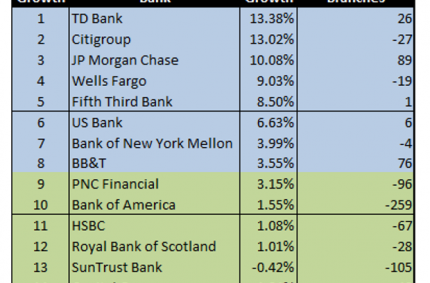 Growth Bank Growth Branches
1 TD Bank 13.38% 26
2 Citigroup 13.02% -27
3 JP Morgan Chase 10.08% 89
4 Wells Fargo 9.03% -19
5 Fifth Third Bank 8.50% 1
6 US Bank 6.63% 6
7 Bank of New York Mellon 3.99% -4
8 BB&T 3.55% 76
9 PNC Financial 3.15% -96
10 Bank of America 1.55% -259
11 HSBC 1.08% -67
12 Royal Bank of Scotland 1.01% -28
13 SunTrust Bank -0.42% -105